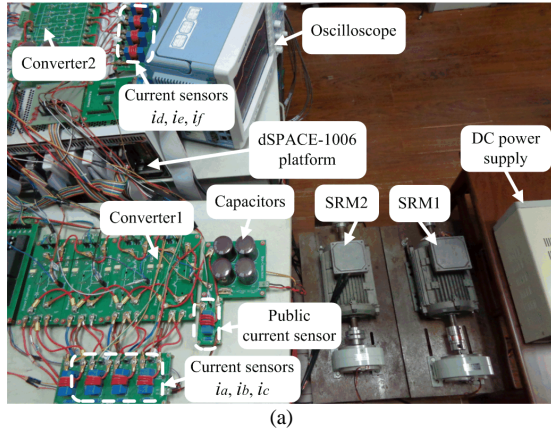 Oscilloscope
Converter2
Current sensors
id, ie, if
dSPACE-1006
platform
DC power
supply
Converter1
Capacitors
SRM2
SRM1
Public
current sensor
Current sensors
ia, ib, ic
(a)